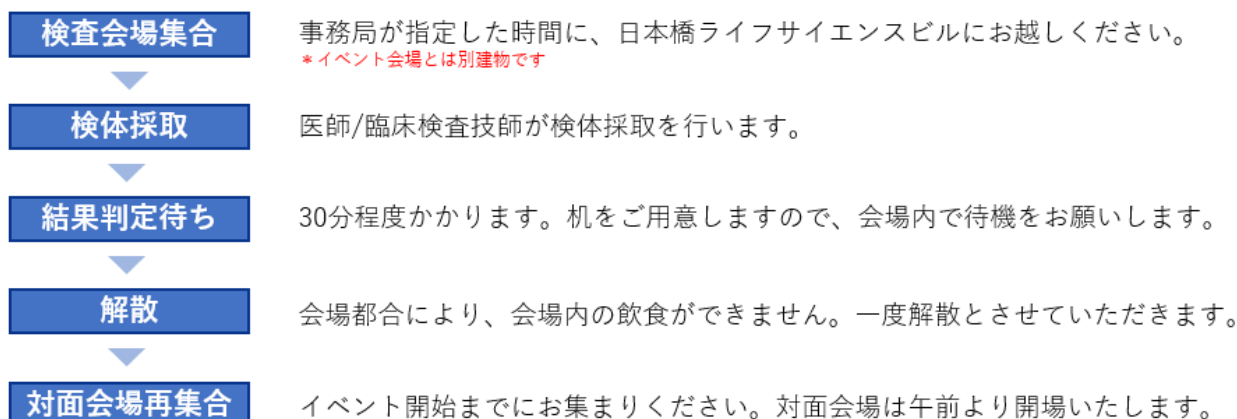 検査会場集合
事務局が指定した時間に、日本橋ライフサイエンスビルにお越しください。
*イベント会場とは別建物です
検体採取
医師/臨床検査技師が検体採取を行います。
結果判定待ち
30分程度かかります。机をご用意しますので、会場内で待機をお願いします。
解散
会場都合により、会場内の飲食ができません。一度解散とさせていただきます。
対面会場再集合
イベント開始までにお集まりください。対面会場は午前より開場いたします。